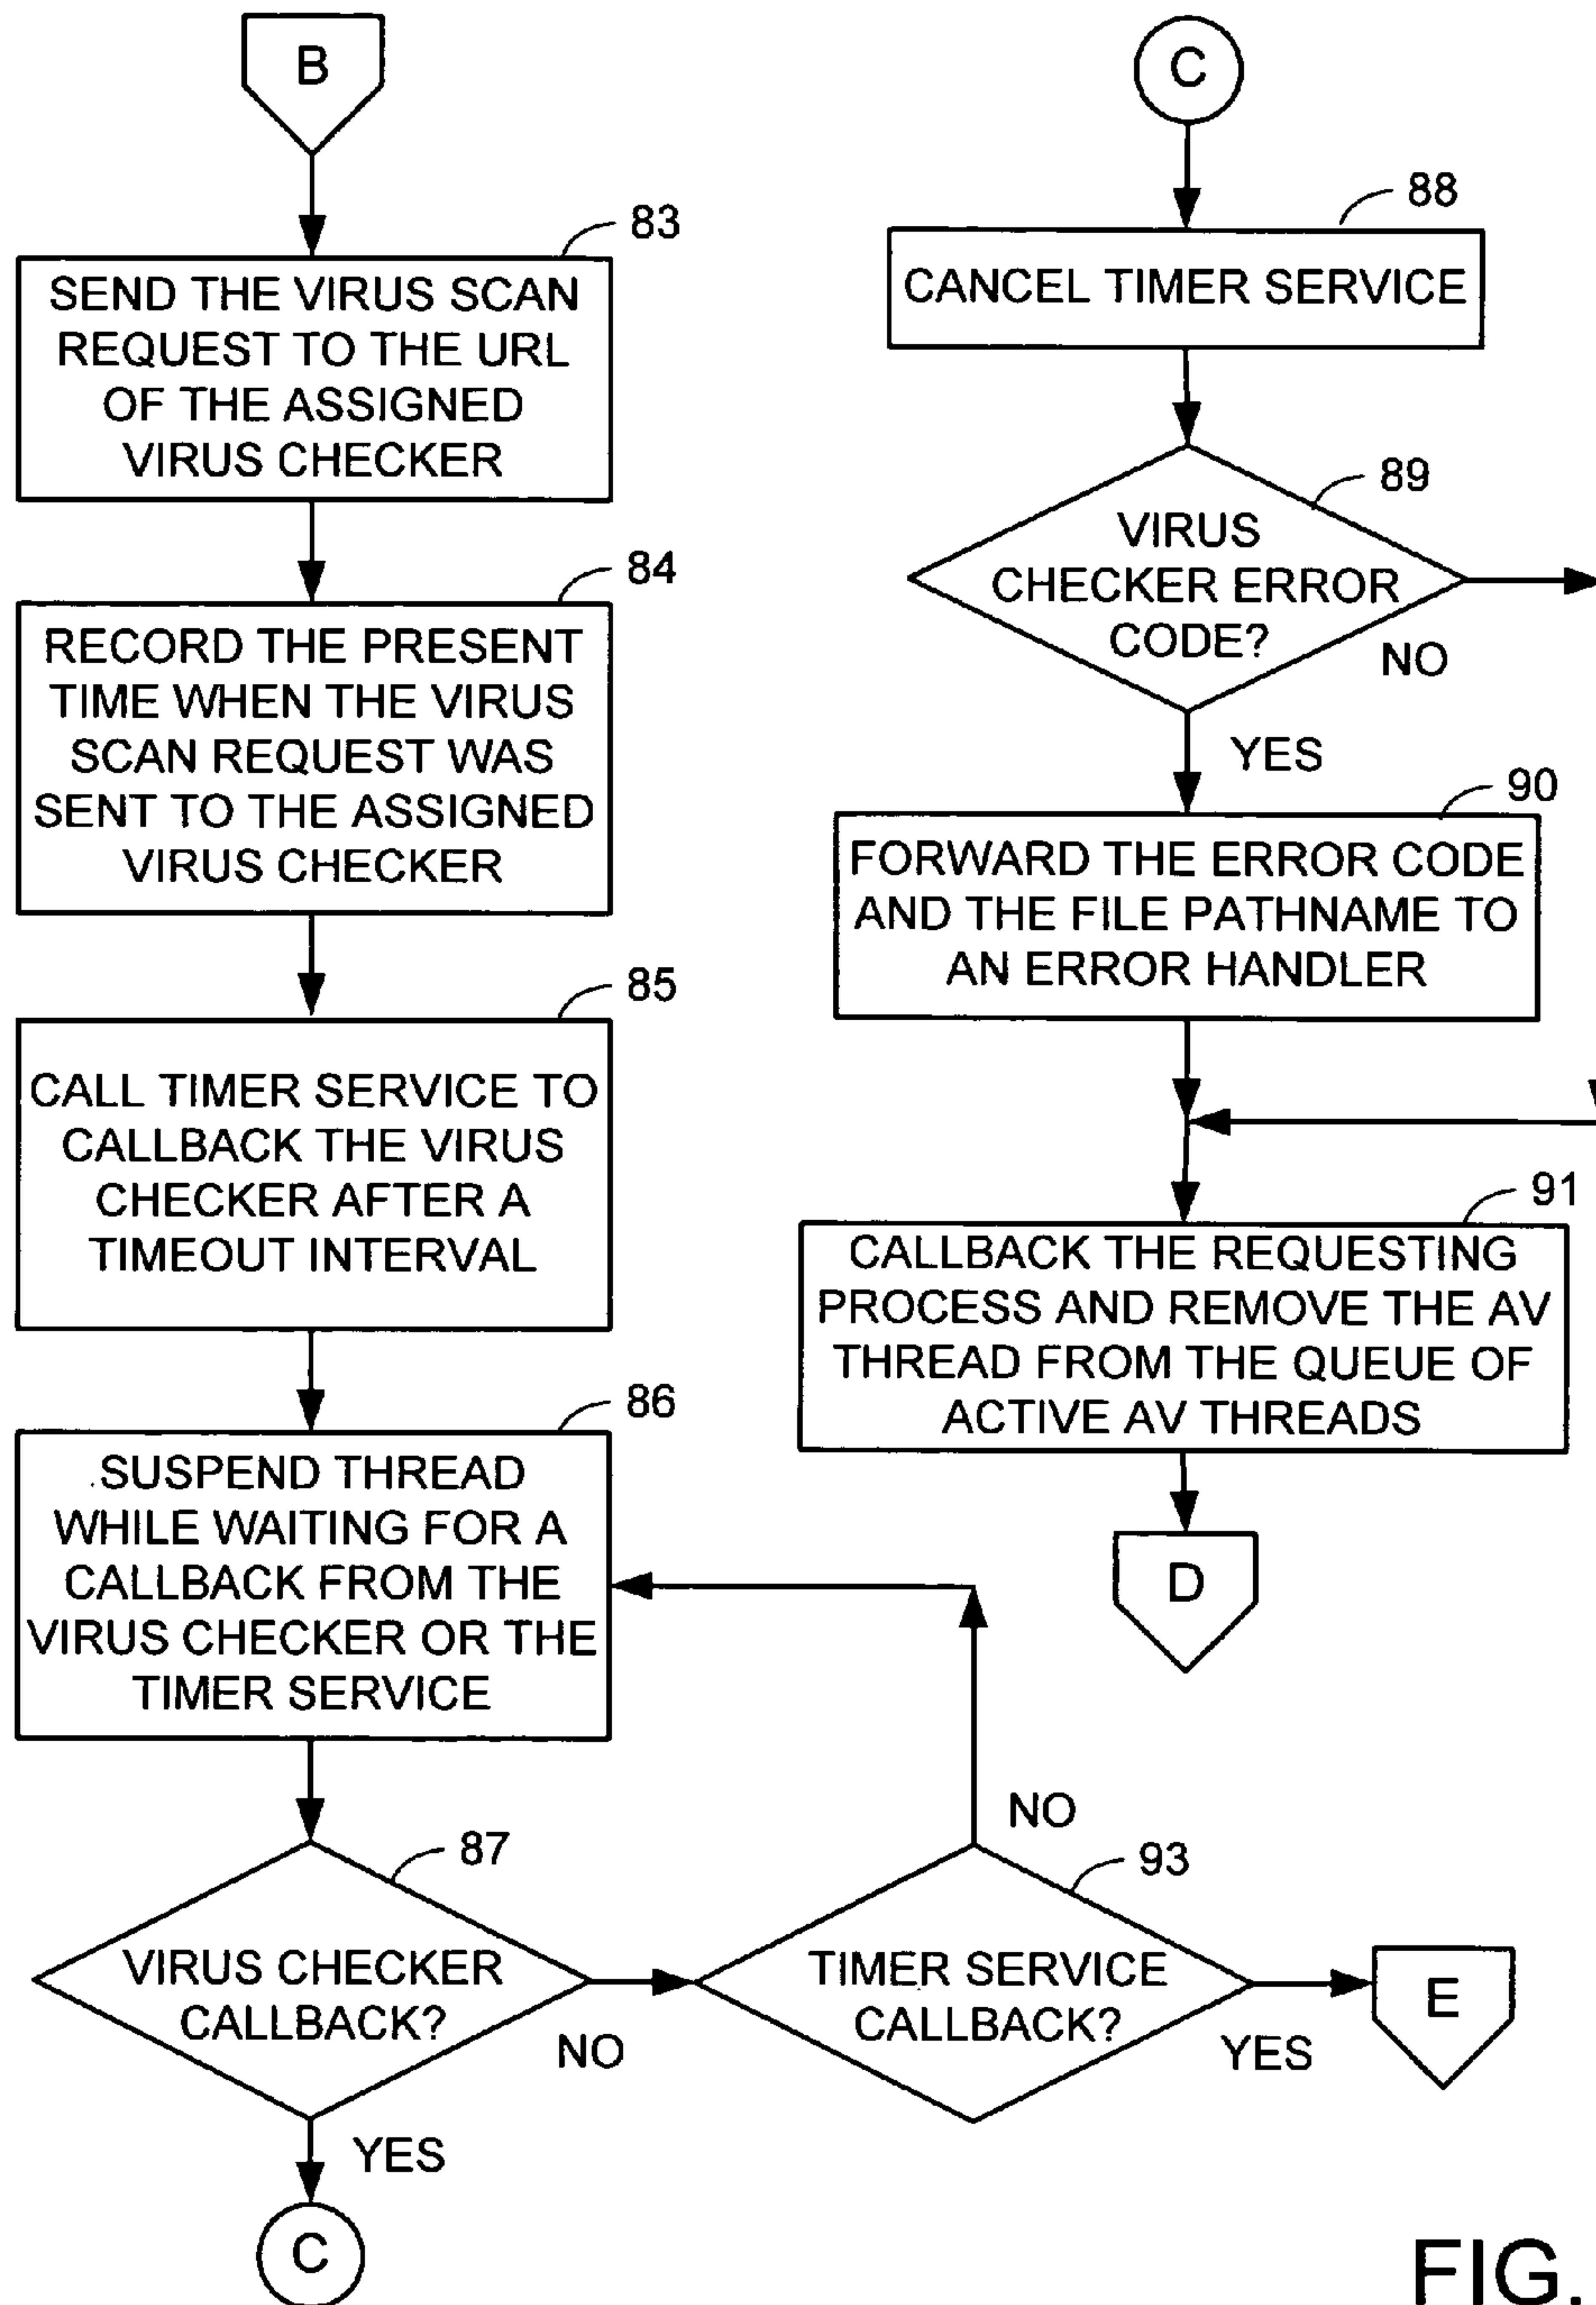 B
83
SEND THE VIRUS SCAN
REQUEST TO THE URL
OF THE ASSIGNED
VIRUS CHECKER
84
RECORD THE PRESENT
TIME WHEN THE VIRUS
SCAN REQUEST WAS
SENT TO THE ASSIGNED
VIRUS CHECKER
85
CALL TIMER SERVICE TO
CALLBACK THE VIRUS
CHECKER AFTER A
TIMEOUT INTERVAL
86
SUSPEND THREAD
WHILE WAITING FOR A
CALLBACK FROM THE
VIRUS CHECKER OR THE
TIMER SERVICE
87
VIRUS CHECKER
CALLBACK?
NO
YES
C
93
TIMER SERVICE
CALLBACK?
NO
YES
E
C
88
CANCEL TIMER SERVICE
89
VIRUS
CHECKER ERROR
CODE?
NO
YES
90
FORWARD THE ERROR CODE
AND THE FILE PATHNAME TO
AN ERROR HANDLER
91
CALLBACK THE REQUESTING
PROCESS AND REMOVE THE AV
THREAD FROM THE QUEUE OF
ACTIVE AV THREADS
D
FIG.